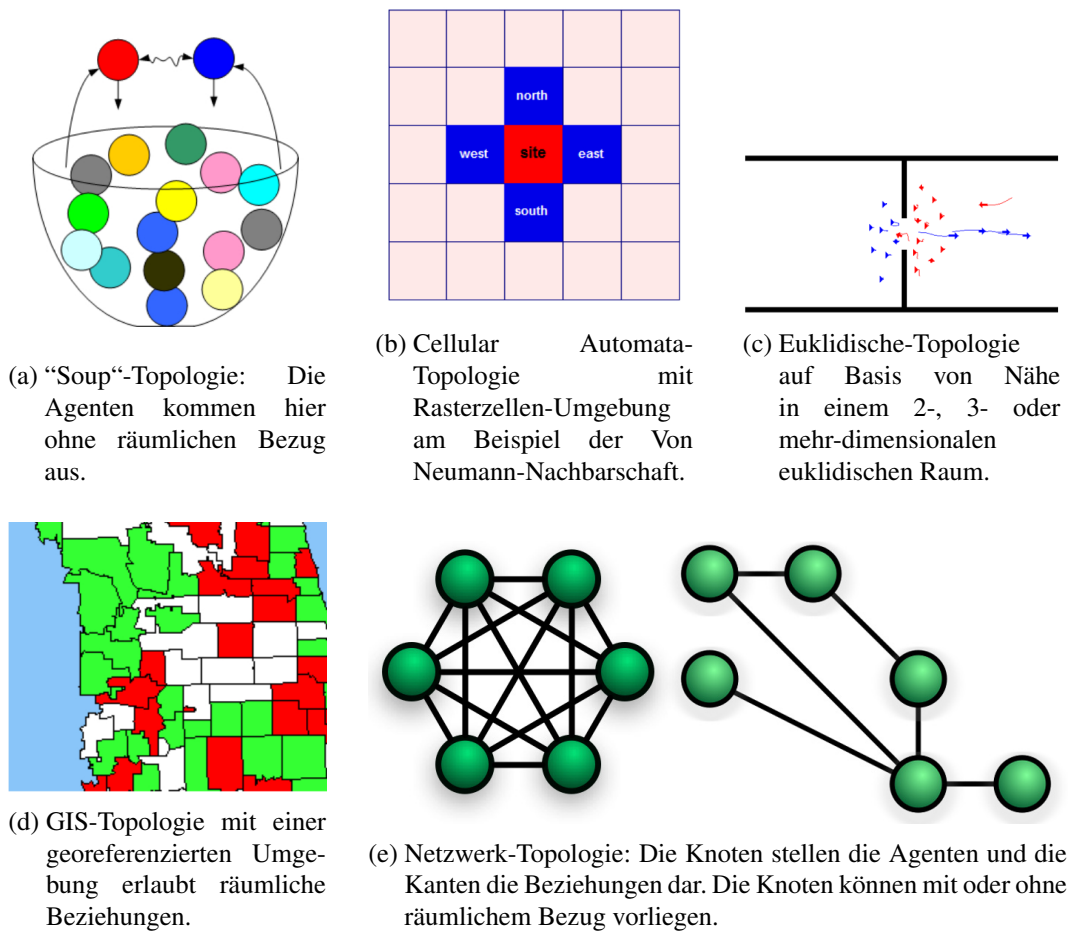 north
west
site
east
south
(a) “Soup“-Topologie: Die
Agenten kommen hier
ohne räumlichen Bezug
aus.
(b) Cellular Automata-
Topologie mit
Rasterzellen-Umgebung
am Beispiel der Von
Neumann-Nachbarschaft.
(c) Euklidische-Topologie
auf Basis von Nähe
in einem 2-, 3- oder
mehr-dimensionalen
euklidischen Raum.
(d) GIS-Topologie mit einer
georeferenzierten Umge-
bung erlaubt räumliche
Beziehungen.
(e) Netzwerk-Topologie: Die Knoten stellen die Agenten und die
Kanten die Beziehungen dar. Die Knoten können mit oder ohne
räumlichem Bezug vorliegen.